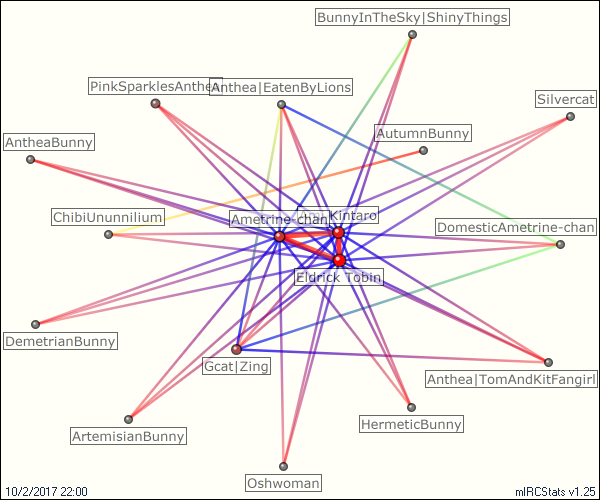 BunnyInTheSky|ShinyThings
PinkSparklesAnthea
Anthea|EatenByLions
Silvercat
AntheaBunny
AutumnBunny
ChibiUnunnilium
Ametrine-chan
Kintaro
DomesticAmetrine-chan
Eldrick Tobin
DemetrianBunny
Gcat|Zing
Anthea|TomAndKitFangirl
HermeticBunny
ArtemisianBunny
Oshwoman
10/2/2017 22:00
mIRCStats v1.25